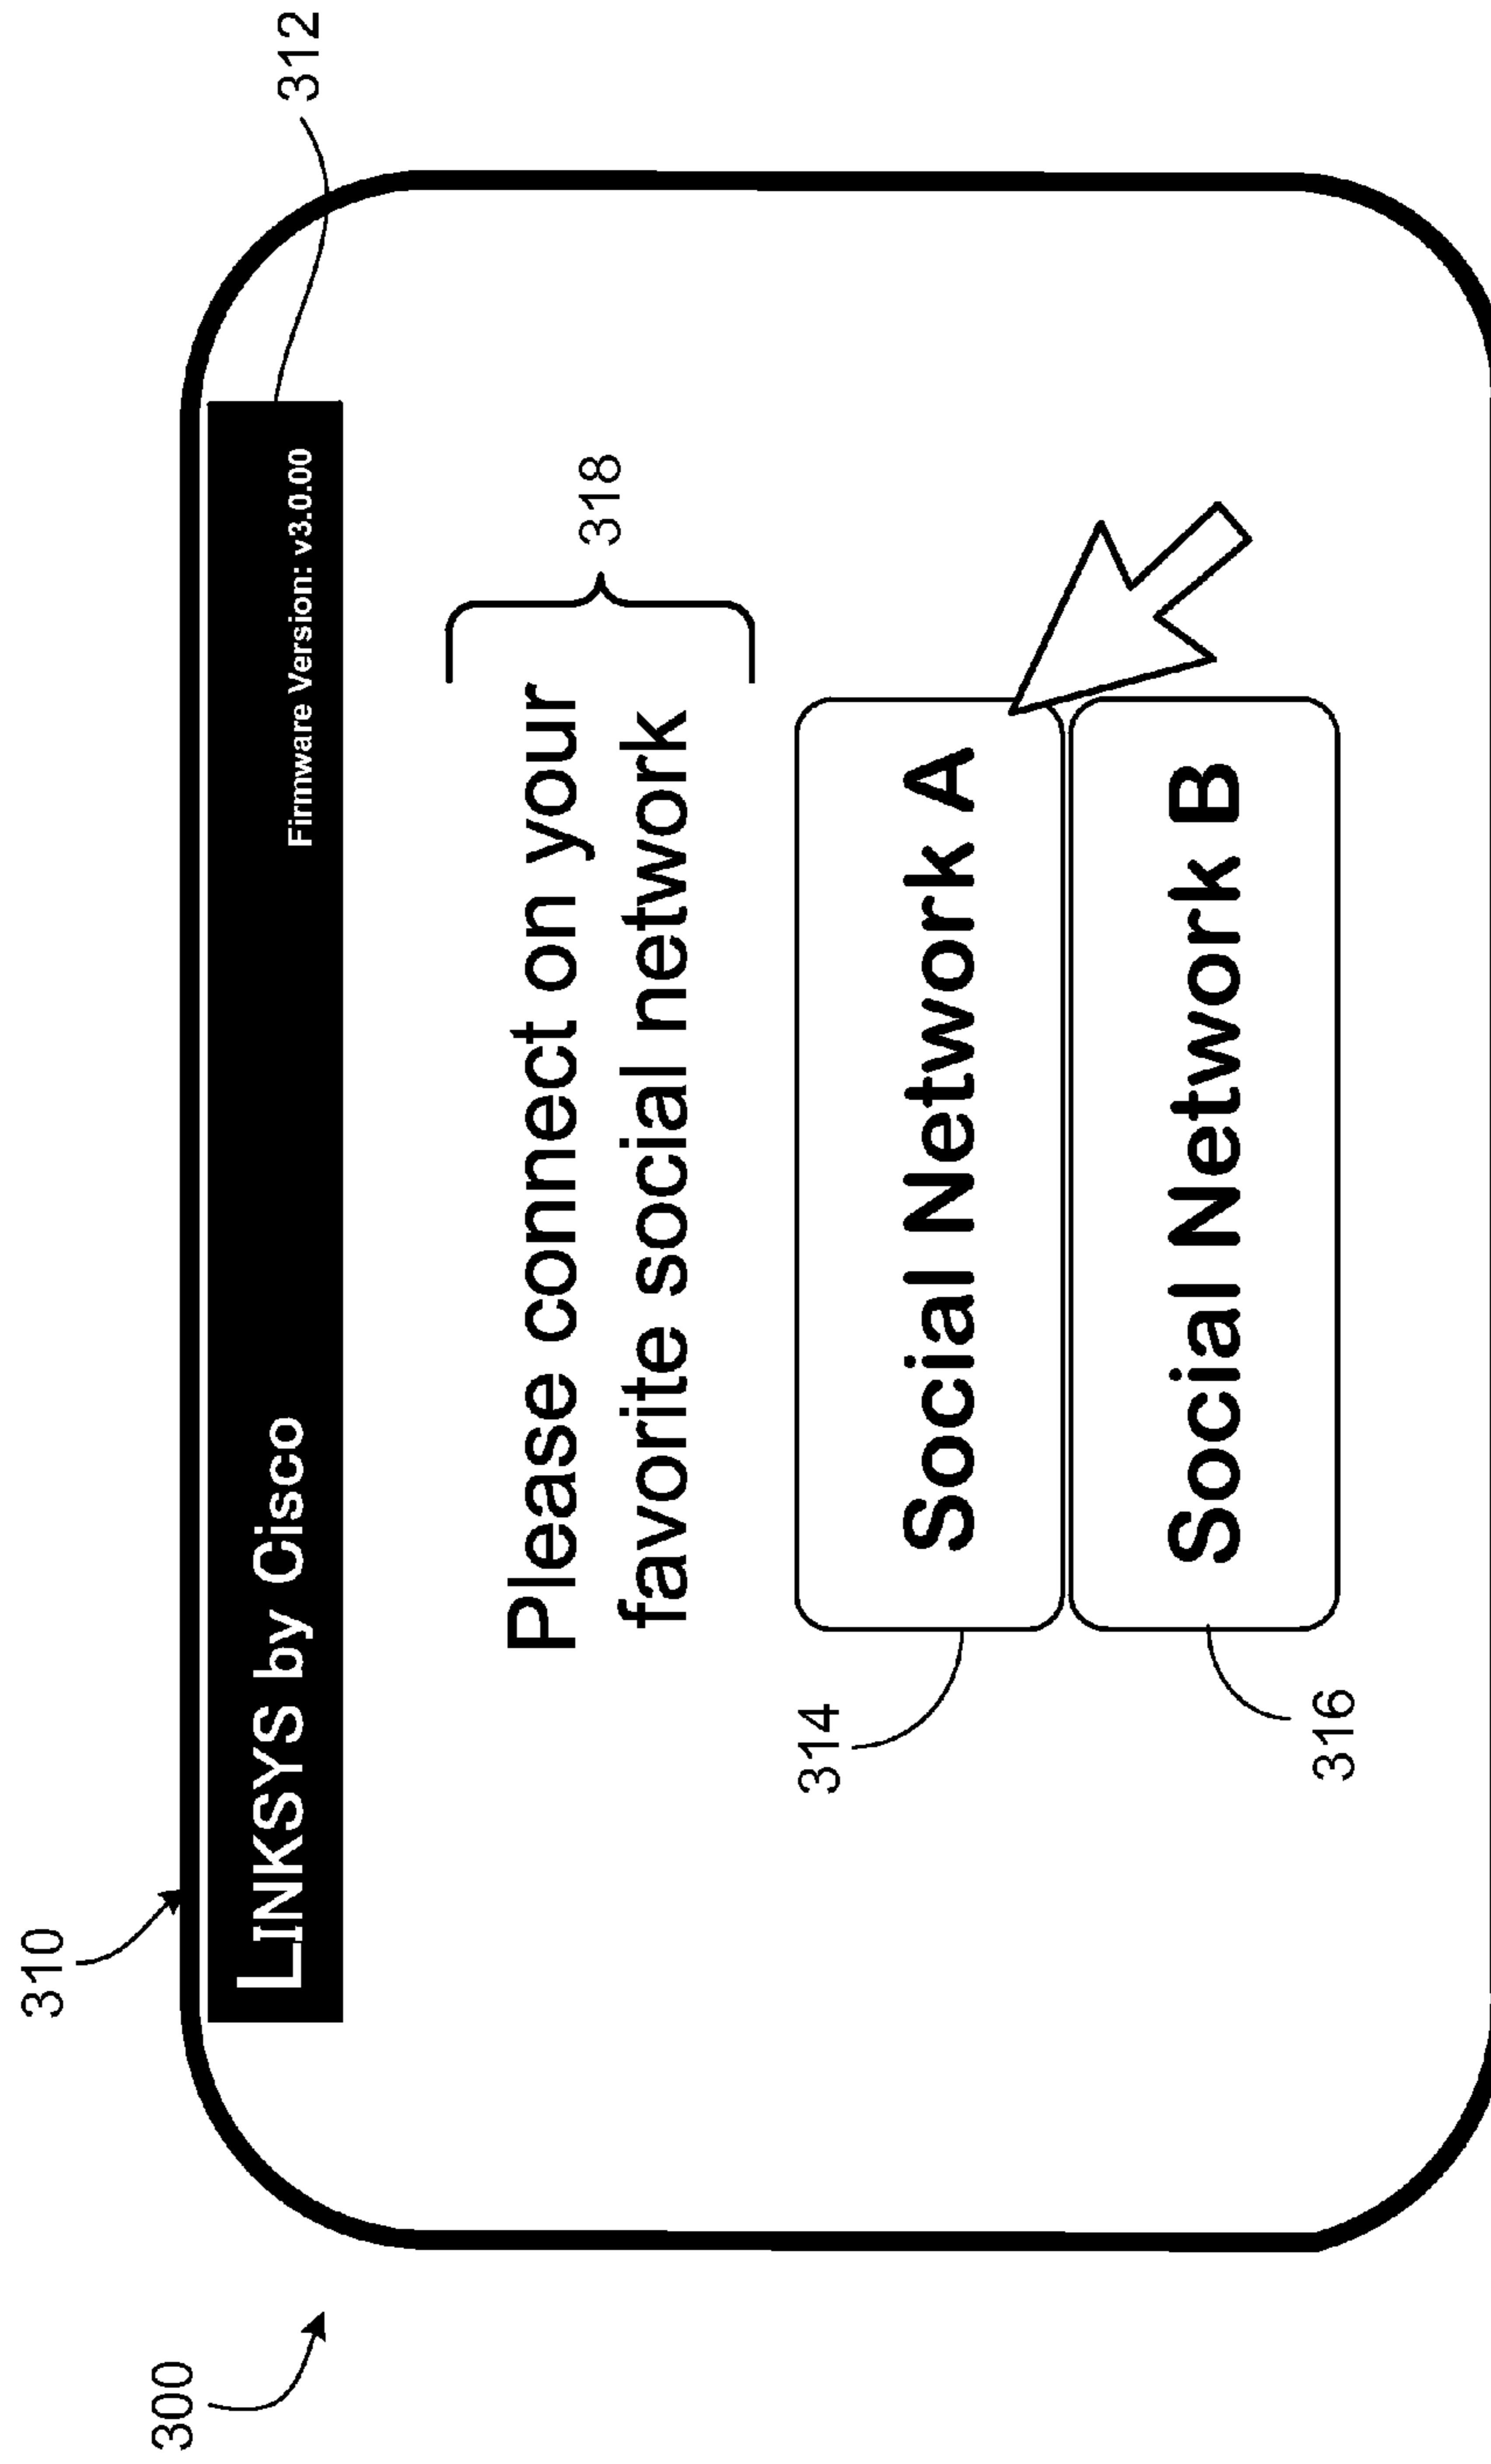 300
310
312
LINKSYS by Cisco
Firmware Version: v3.0.00
Please connect on your
favorite social network
318
314
Social Network A
Social Network B
316